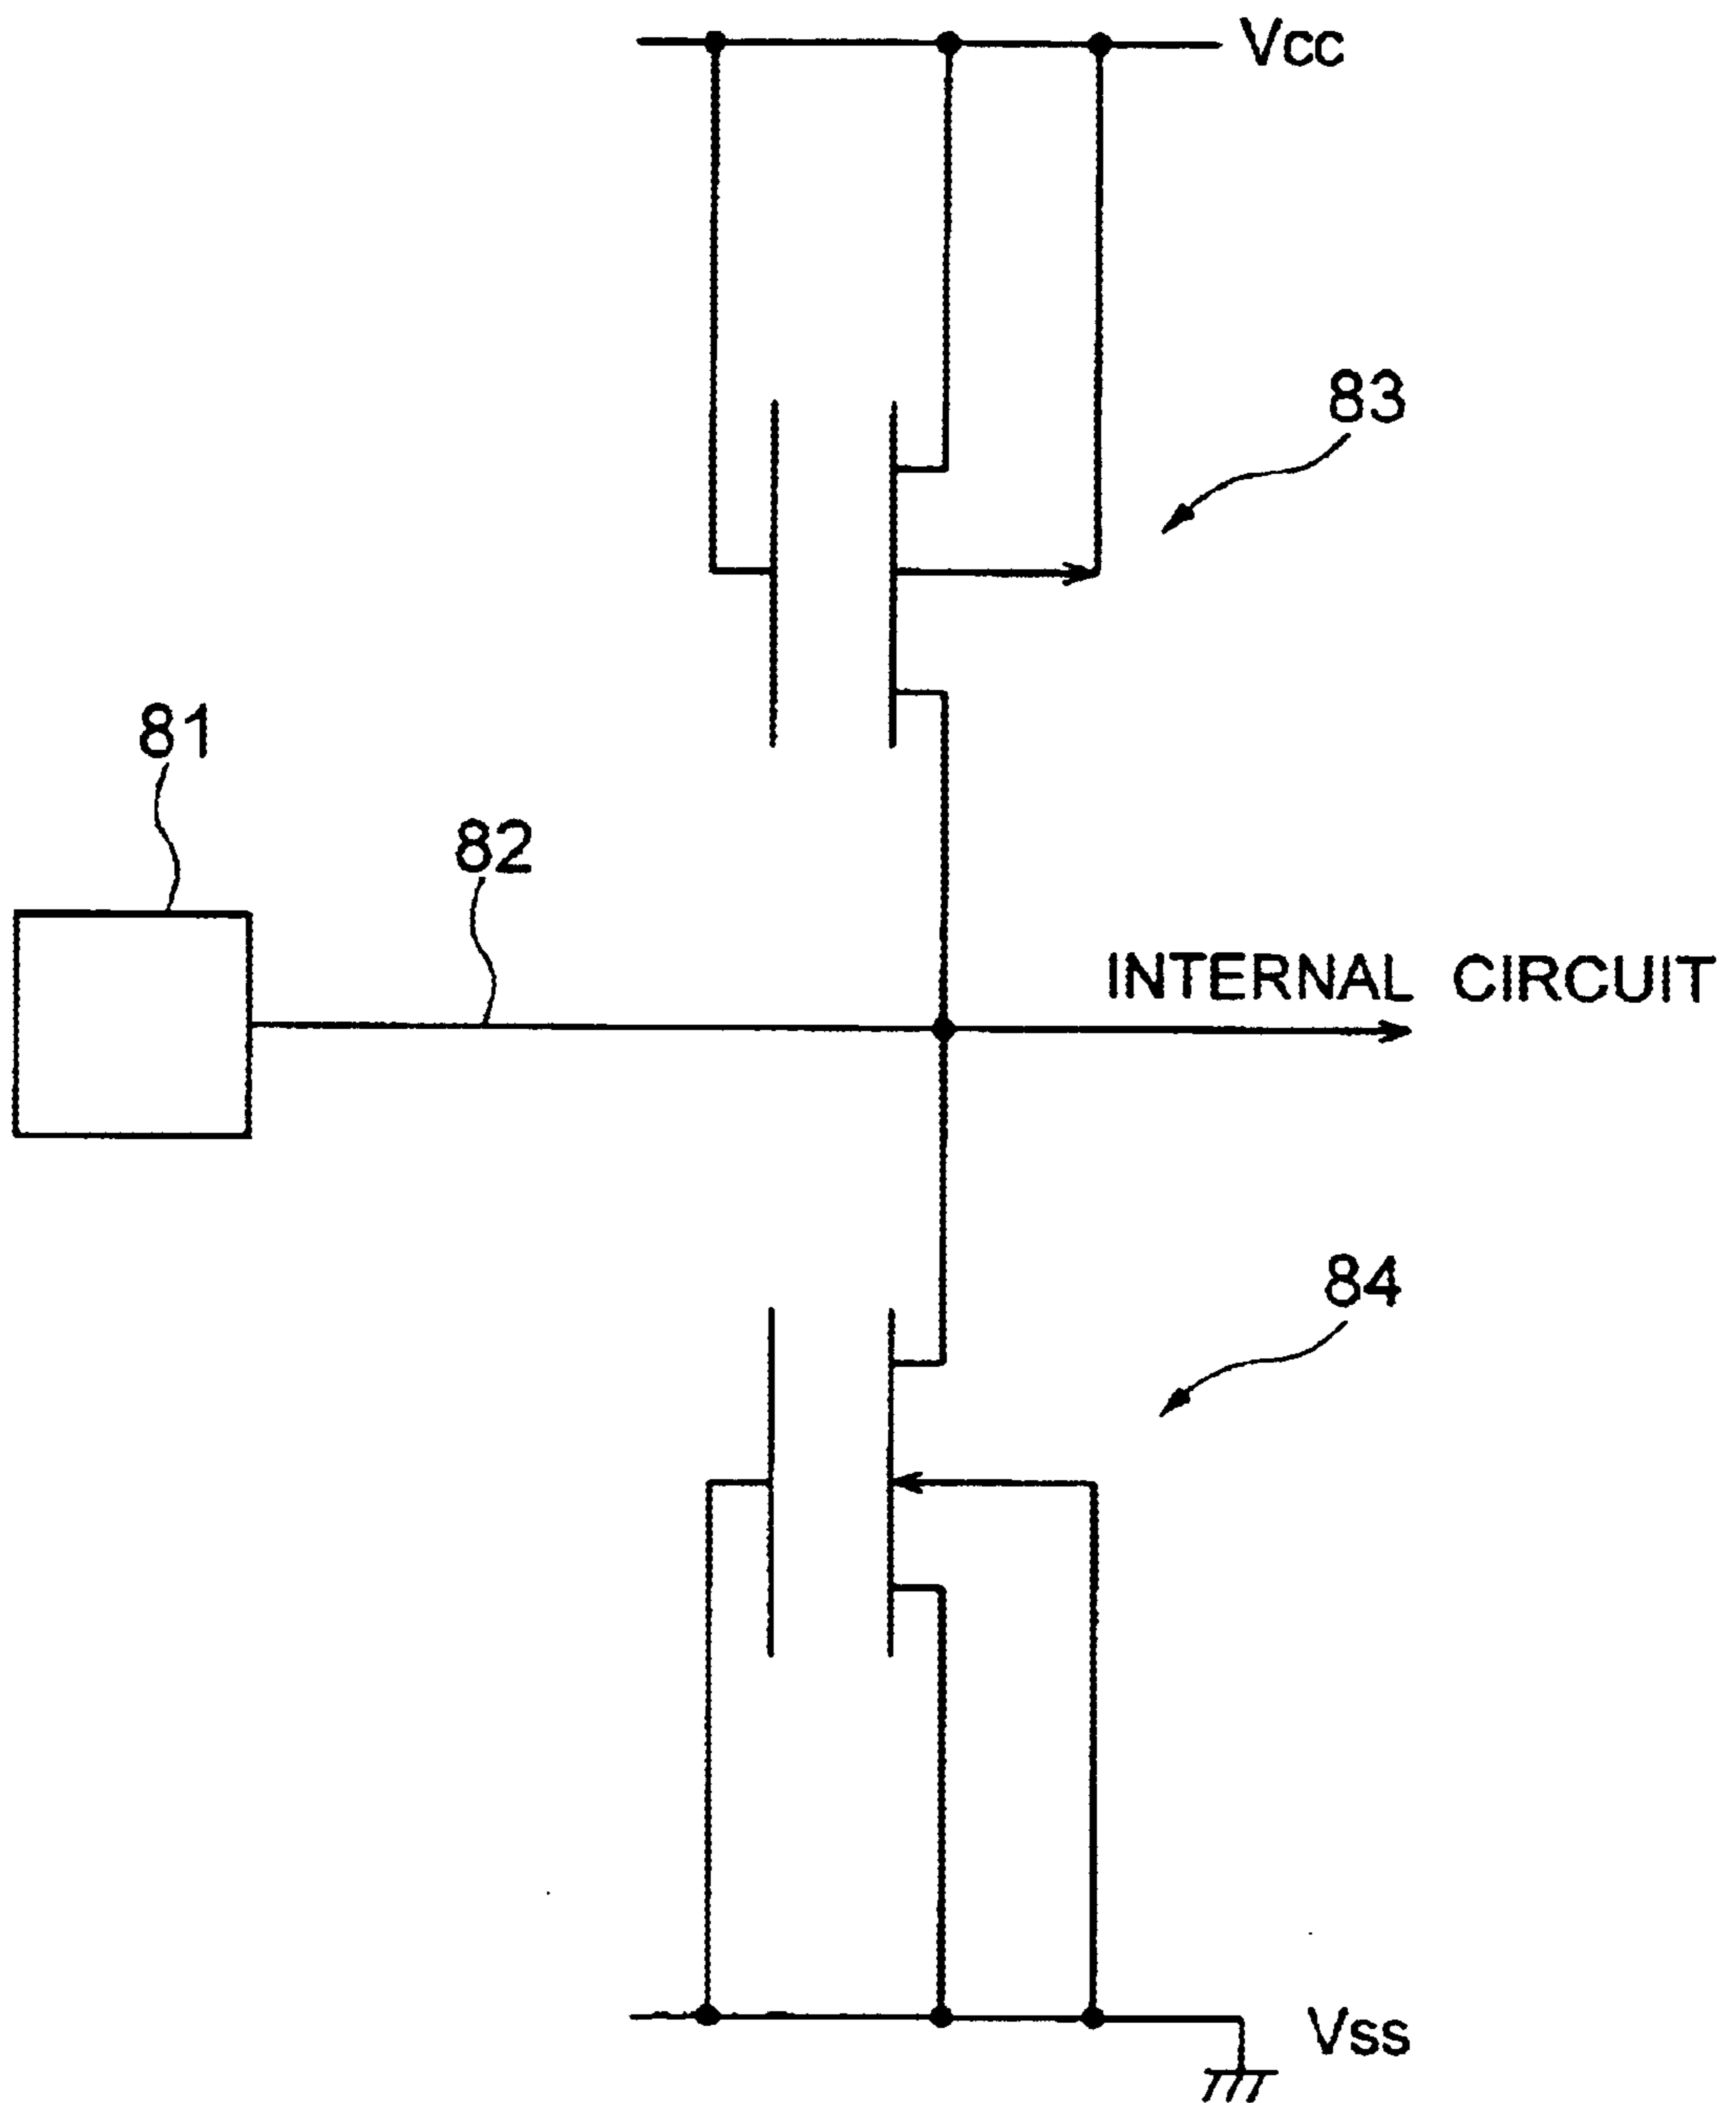 Vcc
83
81
82
INTERNAL CIRCUIT
84
Vss